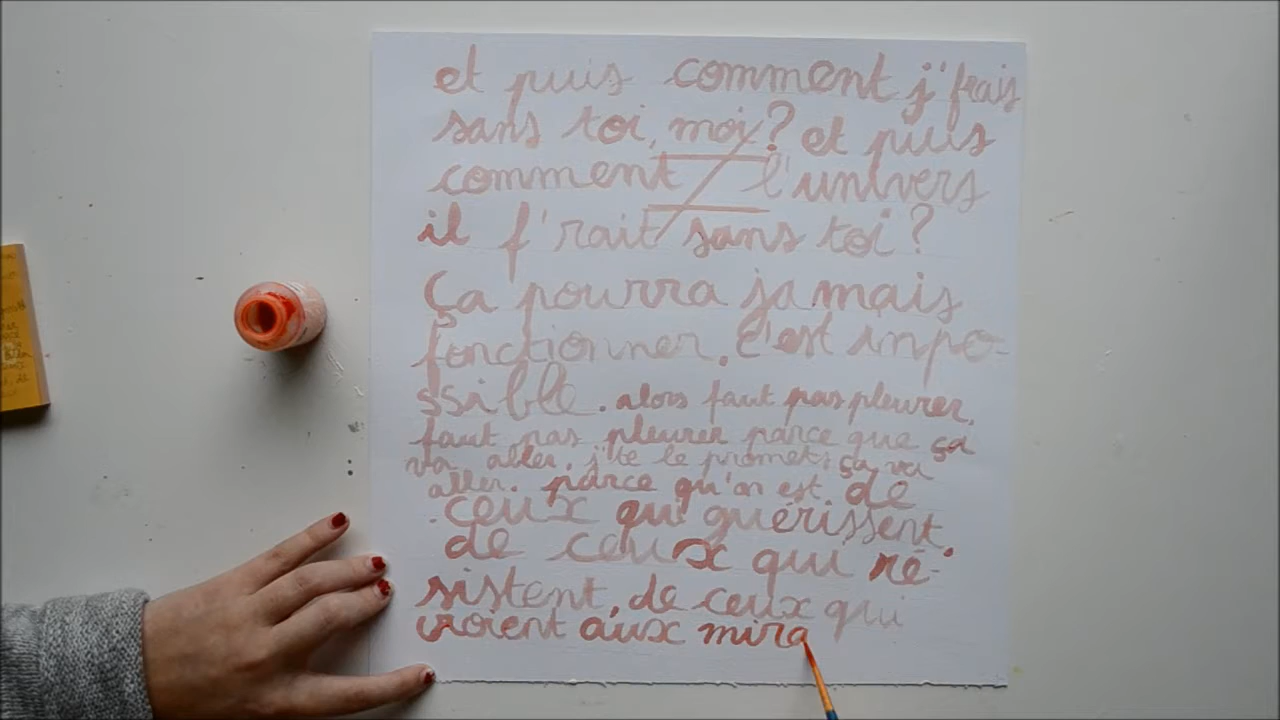 et puis comment j'frais
sans toi, moi? et puis
comment l'univers
il f'rait sans toi?
ça pourra jamais
fonctionner, c'est impo-
ssible. alors faut pas pleurer,
faut pas pleurer parce que ça
va aller, j'te le promets ça va
aller. parce qu'on est de
ceux qui guérissent,
de ceux qui ré-
sistent, de ceux qui
croient aux mira